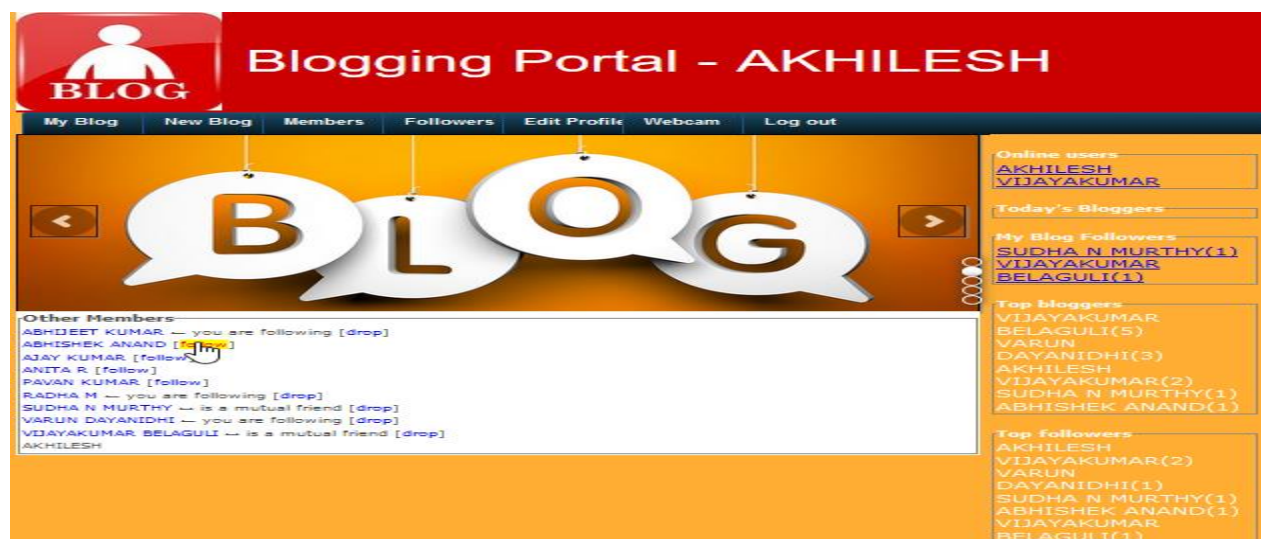 BLOG
Blogging Portal - AKHILESH
My Blog New Blog Members Followers Edit Profile Webcam Log out
BLOG
Other Members
ABHIJEET KUMAR — you are following [drop]
ABHISHEK ANAND [follow]
AJAY KUMAR [follow]
ANITA R [follow]
PAVAN KUMAR [follow]
RADHA M — you are following [drop]
SUDHA N MURTHY — is a mutual friend [drop]
VARUN DAYANIDHI — you are following [drop]
VIJAYAKUMAR BELAGULI — is a mutual friend [drop]
AKHILESH
Online users
AKHILESH
VIJAYAKUMAR
Today's Bloggers
My Blog Followers
SUDHA N MURTHY(1)
VIJAYAKUMAR
BELAGULI(1)
Top bloggers
VIJAYAKUMAR
BELAGULI(5)
VARUN
DAYANIDHI(3)
AKHILESH
VIJAYAKUMAR(2)
SUDHA N MURTHY(1)
ABHISHEK ANAND(1)
Top followers
AKHILESH
VIJAYAKUMAR(2)
VARUN
DAYANIDHI(1)
SUDHA N MURTHY(1)
ABHISHEK ANAND(1)
VIJAYAKUMAR
BELAGULI(1)